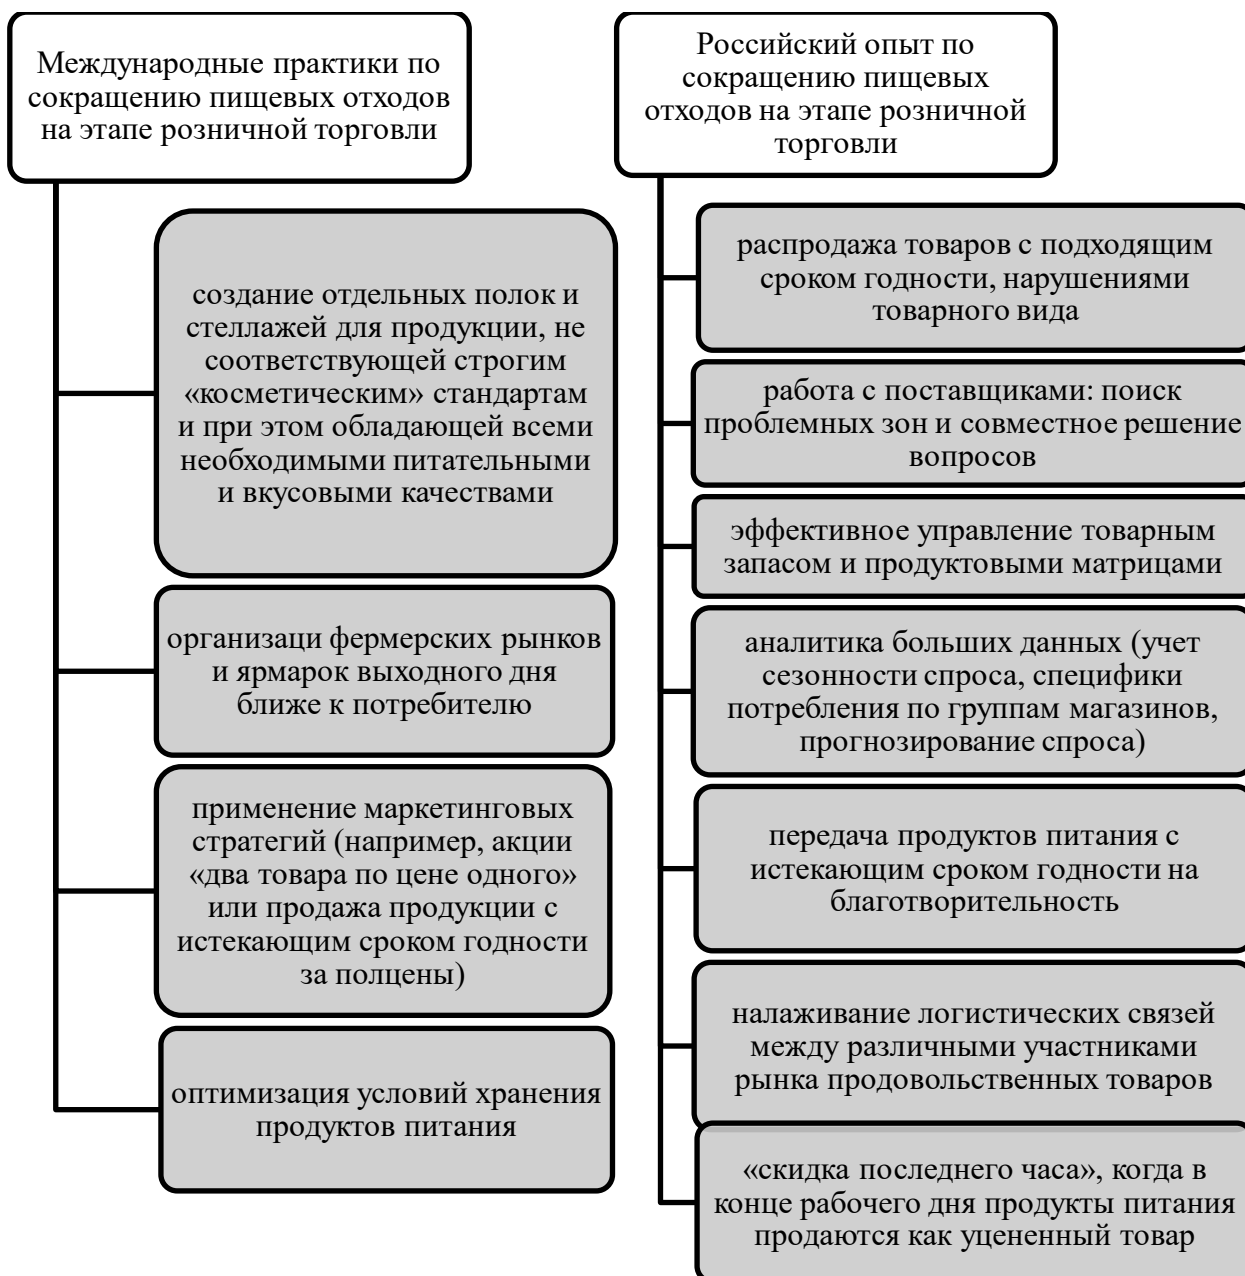 Международные практики по
сокращению пищевых отходов
на этапе розничной торговли
создание отдельных полок и
стеллажей для продукции, не
соответствующей строгим
«косметическим» стандартам
и при этом обладающей всеми
необходимыми питательными
и вкусовыми качествами
организаци фермерских рынков
и ярмарок выходного дня
ближе к потребителю
применение маркетинговых
стратегий (например, акции
«два товара по цене одного»
или продажа продукции с
истекающим сроком годности
за полцены)
оптимизация условий хранения
продуктов питания
Российский опыт по
сокращению пищевых
отходов на этапе розничной
торговли
распродажа товаров с подходящим
сроком годности, нарушениями
товарного вида
работа с поставщиками: поиск
проблемных зон и совместное решение
вопросов
эффективное управление товарным
запасом и продуктовыми матрицами
аналитика больших данных (учет
сезонности спроса, специфики
потребления по группам магазинов,
прогнозирование спроса)
передача продуктов питания с
истекающим сроком годности на
благотворительность
налаживание логистических связей
между различными участниками
рынка продовольственных товаров
«скидка последнего часа», когда в
конце рабочего дня продукты питания
продаются как уцененный товар